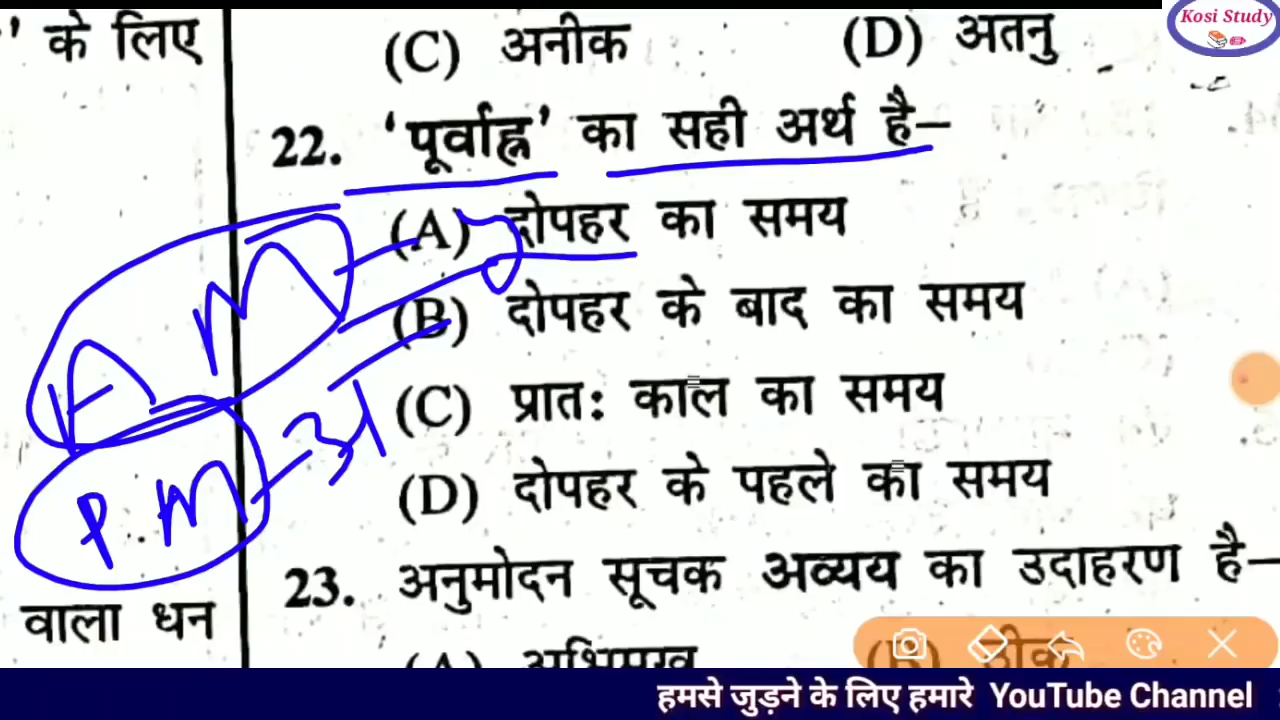 Kosi Study
' के लिए
(C) अनीक (D) अतनु
22. 'पूर्वाह्न' का सही अर्थ है–
(A) दोपहर का समय
(B) दोपहर के बाद का समय
(C) प्रातः काल का समय
(D) दोपहर के पहले का समय
A M
P.M - अ
वाला धन
23. अनुमोदन सूचक अव्यय का उदाहरण है–
(A) अभिमुख (B) ठीक
हमसे जुड़ने के लिए हमारे YouTube Channel